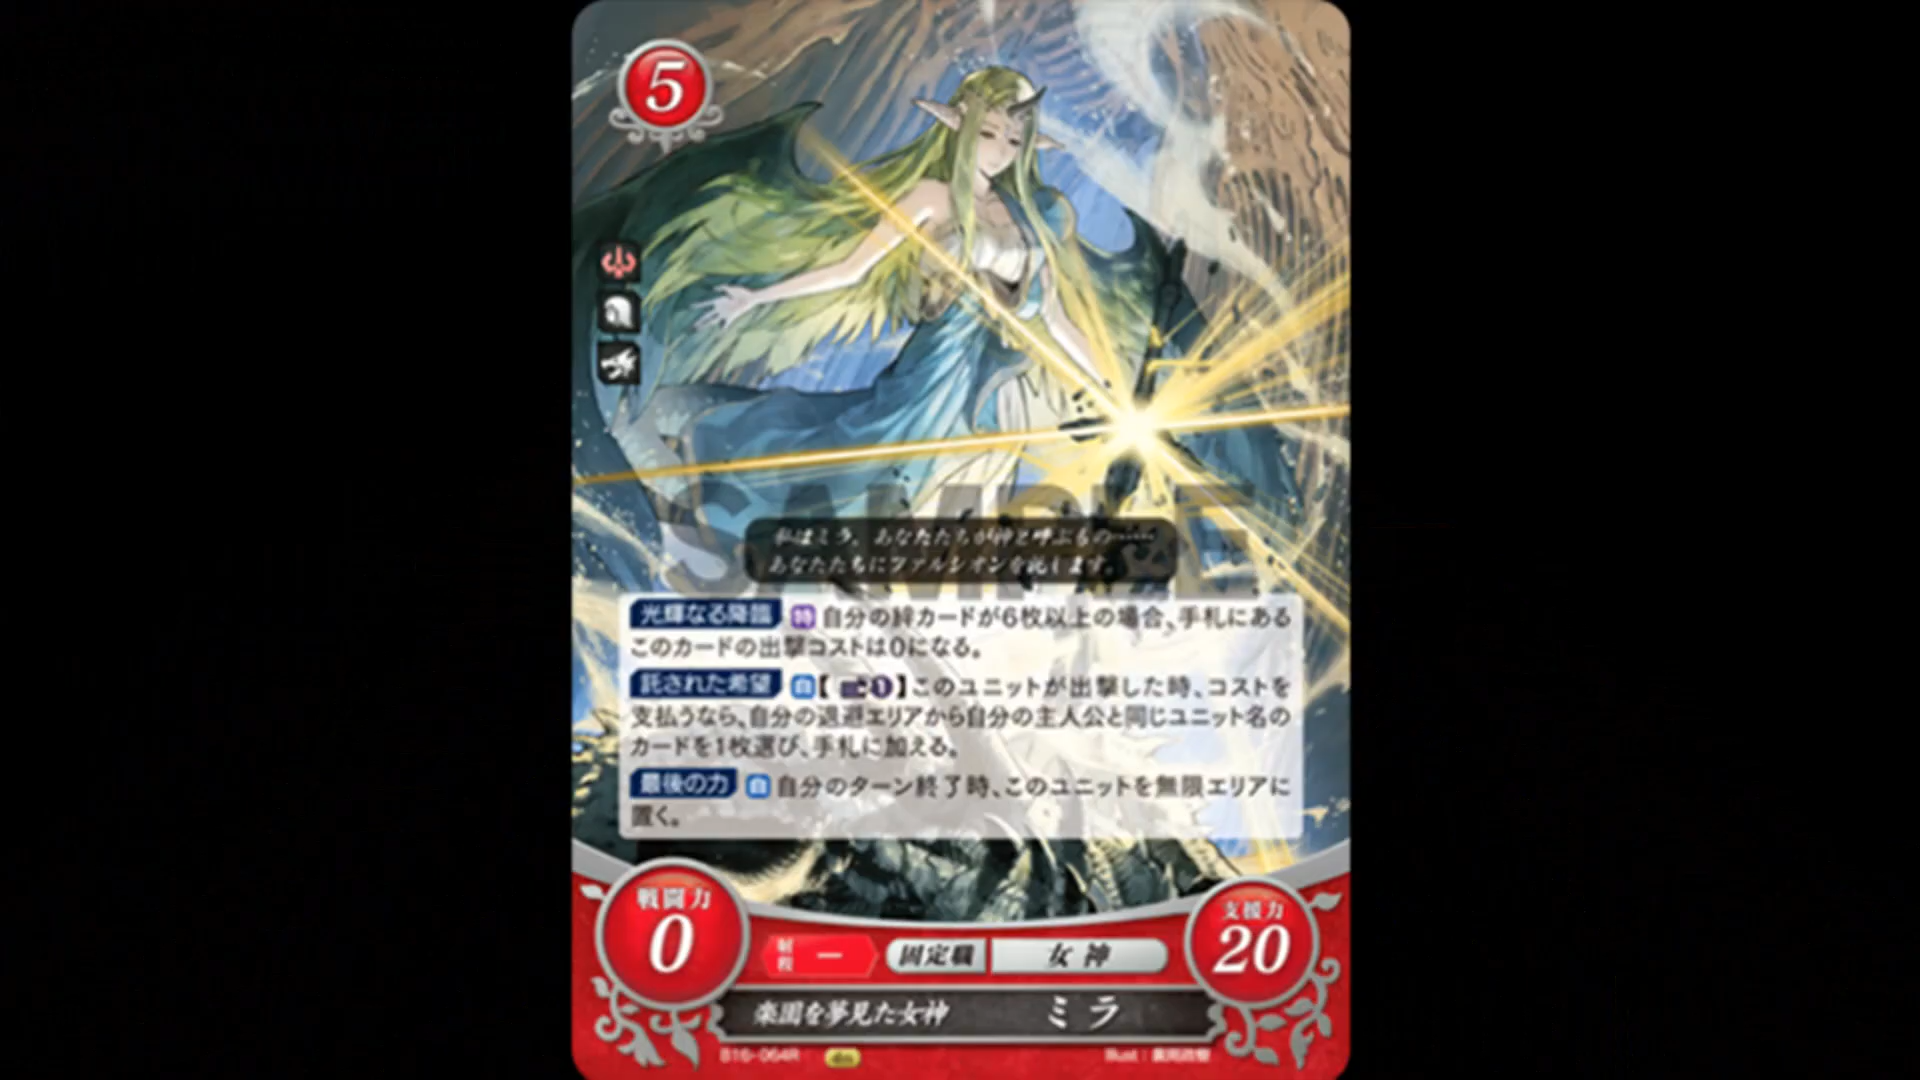 5
SAMPLE
私はミラ。あなたたちが神と呼ぶもの……
あなたたちにファルシオンを託します。
光輝なる降臨 特 自分の絆カードが6枚以上の場合、手札にある
このカードの出撃コストは0になる。
託された希望 自【1】このユニットが出撃した時、コストを
支払うなら、自分の退避エリアから自分の主人公と同じユニット名の
カードを1枚選び、手札に加える。
最後の力 自 自分のターン終了時、このユニットを無限エリアに
置く。
戦闘力
0
射程 ー
固定職 女神
支援力
20
楽園を夢見た女神 ミラ
B16-064R
Illust: